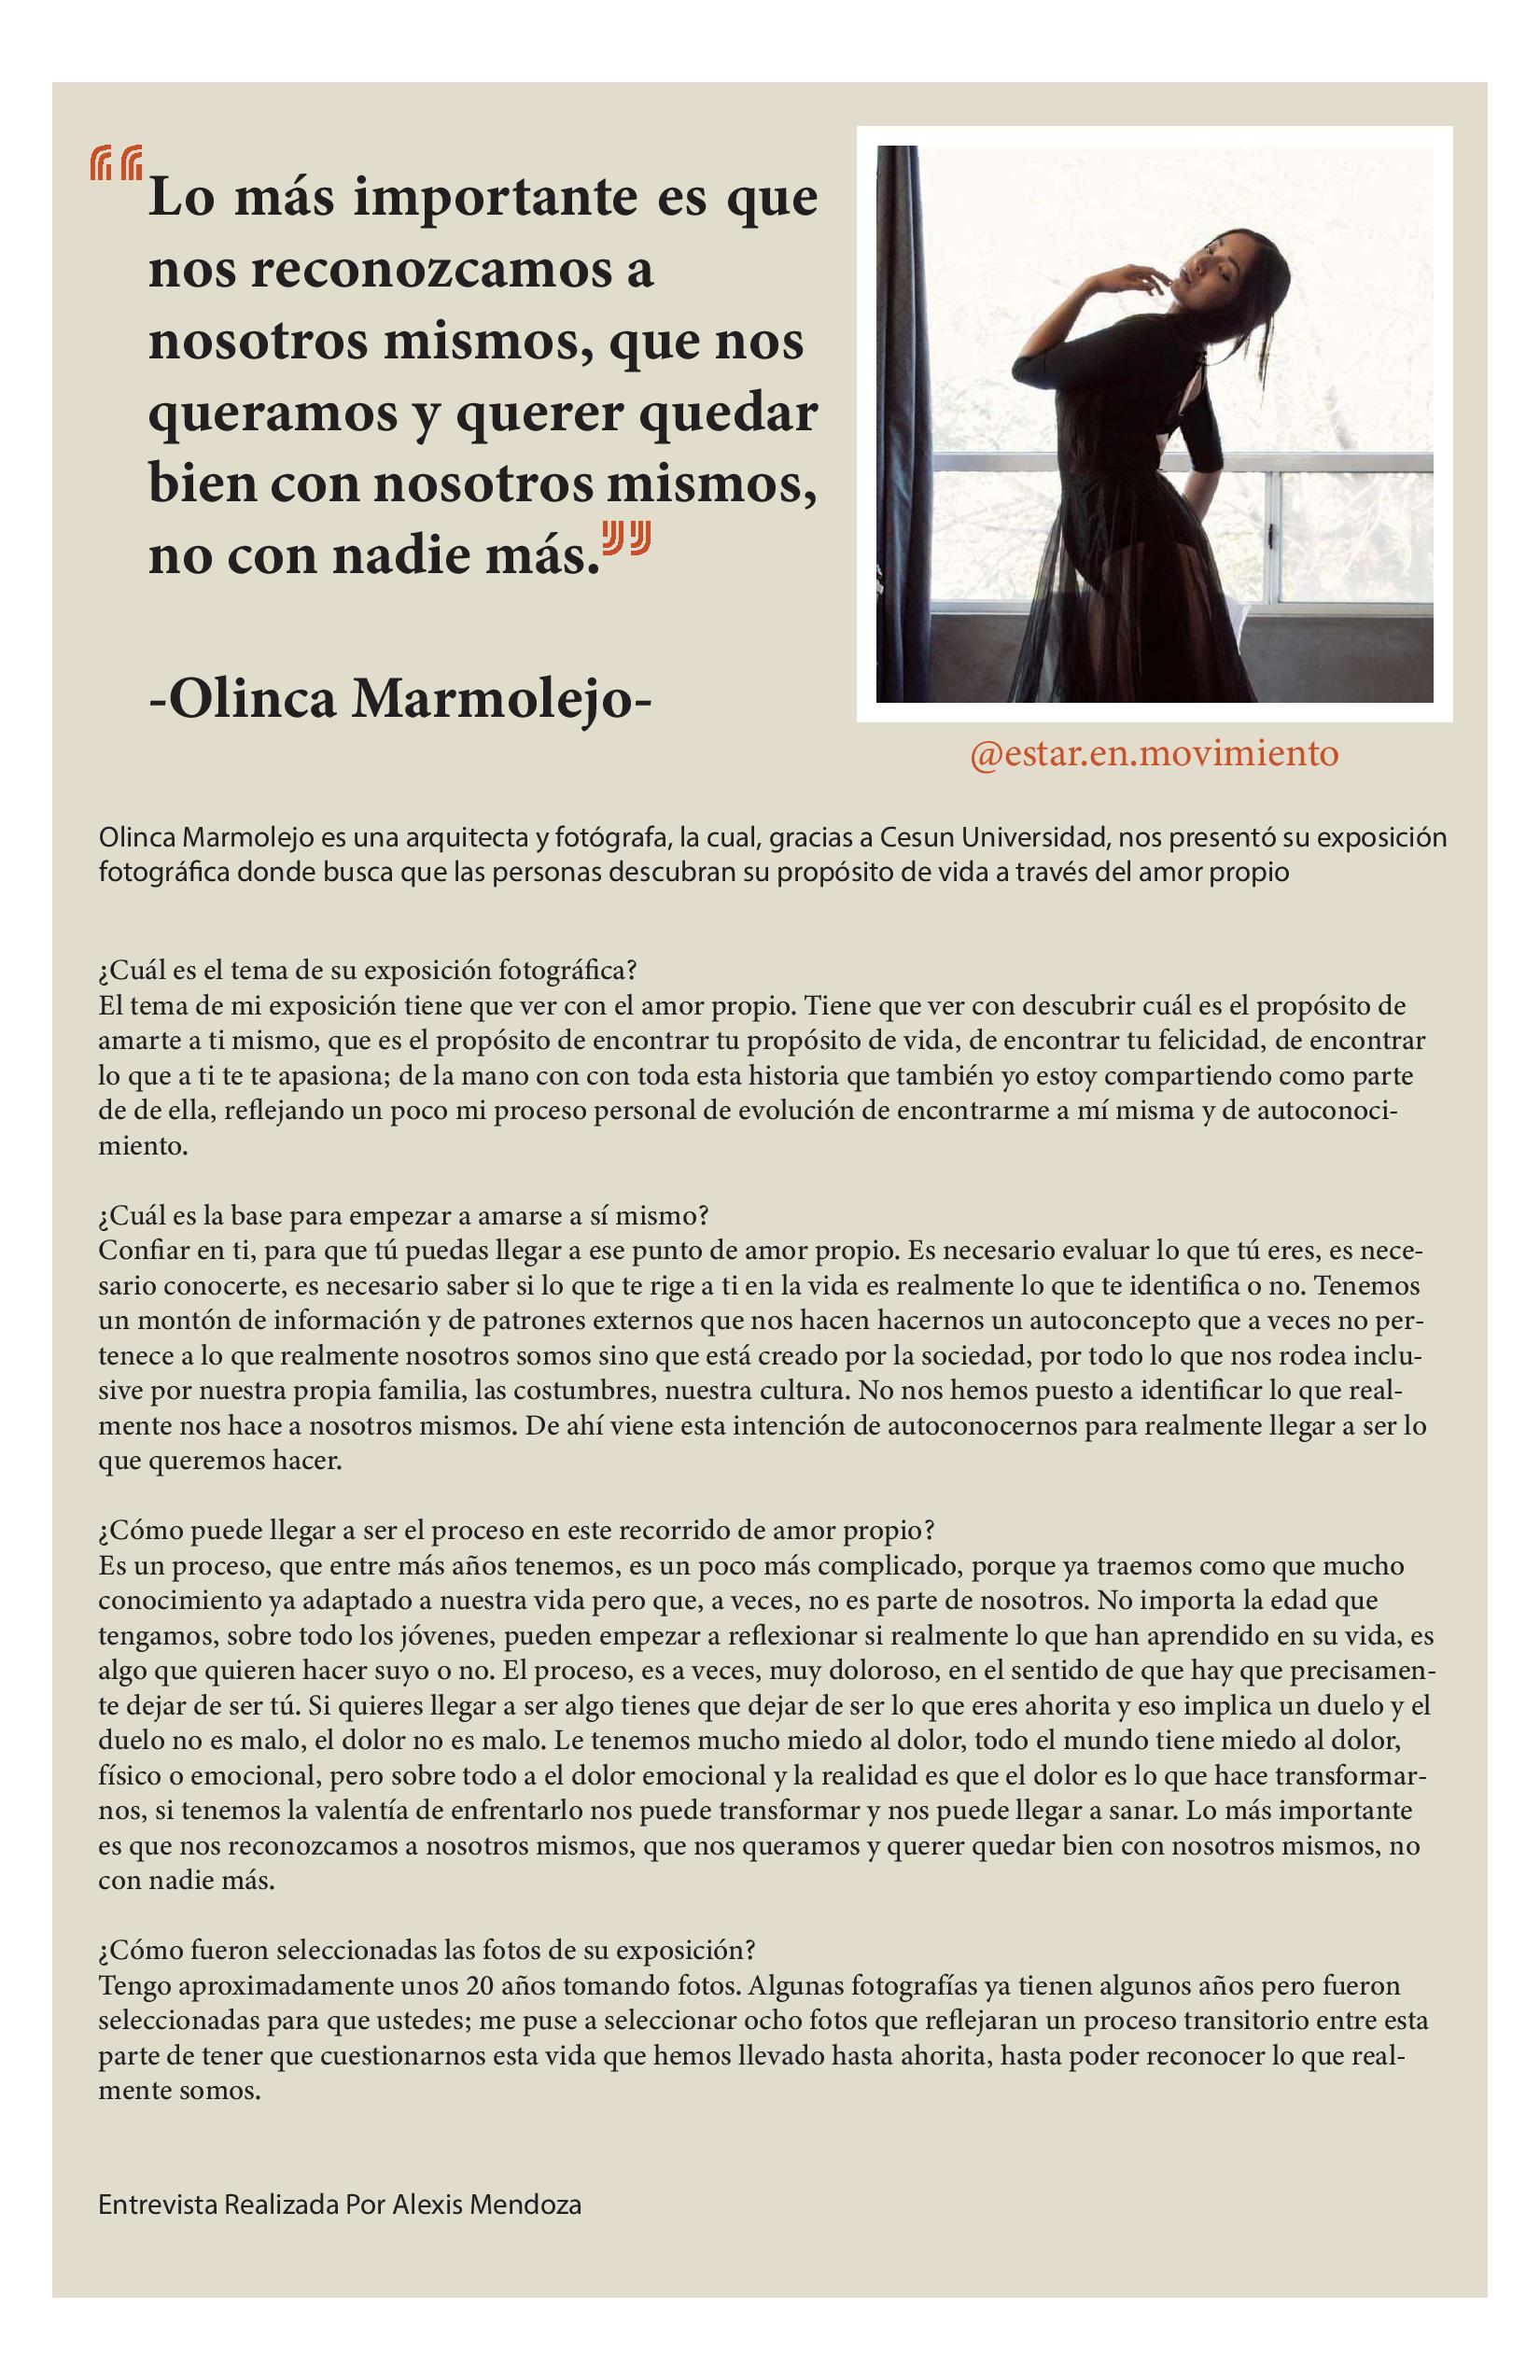 “Lo más importante es que
nos reconozcamos a
nosotros mismos, que nos
queramos y querer quedar
bien con nosotros mismos,
no con nadie más.”
-Olinca Marmolejo-
@estar.en.movimiento
Olinca Marmolejo es una arquitecta y fotógrafa, la cual, gracias a Cesun Universidad, nos presentó su exposición
fotográfica donde busca que las personas descubran su propósito de vida a través del amor propio
¿Cuál es el tema de su exposición fotográfica?
El tema de mi exposición tiene que ver con el amor propio. Tiene que ver con descubrir cuál es el propósito de
amarte a ti mismo, que es el propósito de encontrar tu propósito de vida, de encontrar tu felicidad, de encontrar
lo que a ti te te apasiona; de la mano con con toda esta historia que también yo estoy compartiendo como parte
de de ella, reflejando un poco mi proceso personal de evolución de encontrarme a mí misma y de autoconoci-
miento.
¿Cuál es la base para empezar a amarse a sí mismo?
Confiar en ti, para que tú puedas llegar a ese punto de amor propio. Es necesario evaluar lo que tú eres, es nece-
sario conocerte, es necesario saber si lo que te rige a ti en la vida es realmente lo que te identifica o no. Tenemos
un montón de información y de patrones externos que nos hacen hacernos un autoconcepto que a veces no per-
tenece a lo que realmente nosotros somos sino que está creado por la sociedad, por todo lo que nos rodea inclu-
sive por nuestra propia familia, las costumbres, nuestra cultura. No nos hemos puesto a identificar lo que real-
mente nos hace a nosotros mismos. De ahí viene esta intención de autoconocernos para realmente llegar a ser lo
que queremos hacer.
¿Cómo puede llegar a ser el proceso en este recorrido de amor propio?
Es un proceso, que entre más años tenemos, es un poco más complicado, porque ya traemos como que mucho
conocimiento ya adaptado a nuestra vida pero que, a veces, no es parte de nosotros. No importa la edad que
tengamos, sobre todo los jóvenes, pueden empezar a reflexionar si realmente lo que han aprendido en su vida, es
algo que quieren hacer suyo o no. El proceso, es a veces, muy doloroso, en el sentido de que hay que precisamen-
te dejar de ser tú. Si quieres llegar a ser algo tienes que dejar de ser lo que eres ahorita y eso implica un duelo y el
duelo no es malo, el dolor no es malo. Le tenemos mucho miedo al dolor, todo el mundo tiene miedo al dolor,
físico o emocional, pero sobre todo a el dolor emocional y la realidad es que el dolor es lo que hace transformar-
nos, si tenemos la valentía de enfrentarlo nos puede transformar y nos puede llegar a sanar. Lo más importante
es que nos reconozcamos a nosotros mismos, que nos queramos y querer quedar bien con nosotros mismos, no
con nadie más.
¿Cómo fueron seleccionadas las fotos de su exposición?
Tengo aproximadamente unos 20 años tomando fotos. Algunas fotografías ya tienen algunos años pero fueron
seleccionadas para que ustedes; me puse a seleccionar ocho fotos que reflejaran un proceso transitorio entre esta
parte de tener que cuestionarnos esta vida que hemos llevado hasta ahorita, hasta poder reconocer lo que real-
mente somos.
Entrevista Realizada Por Alexis Mendoza